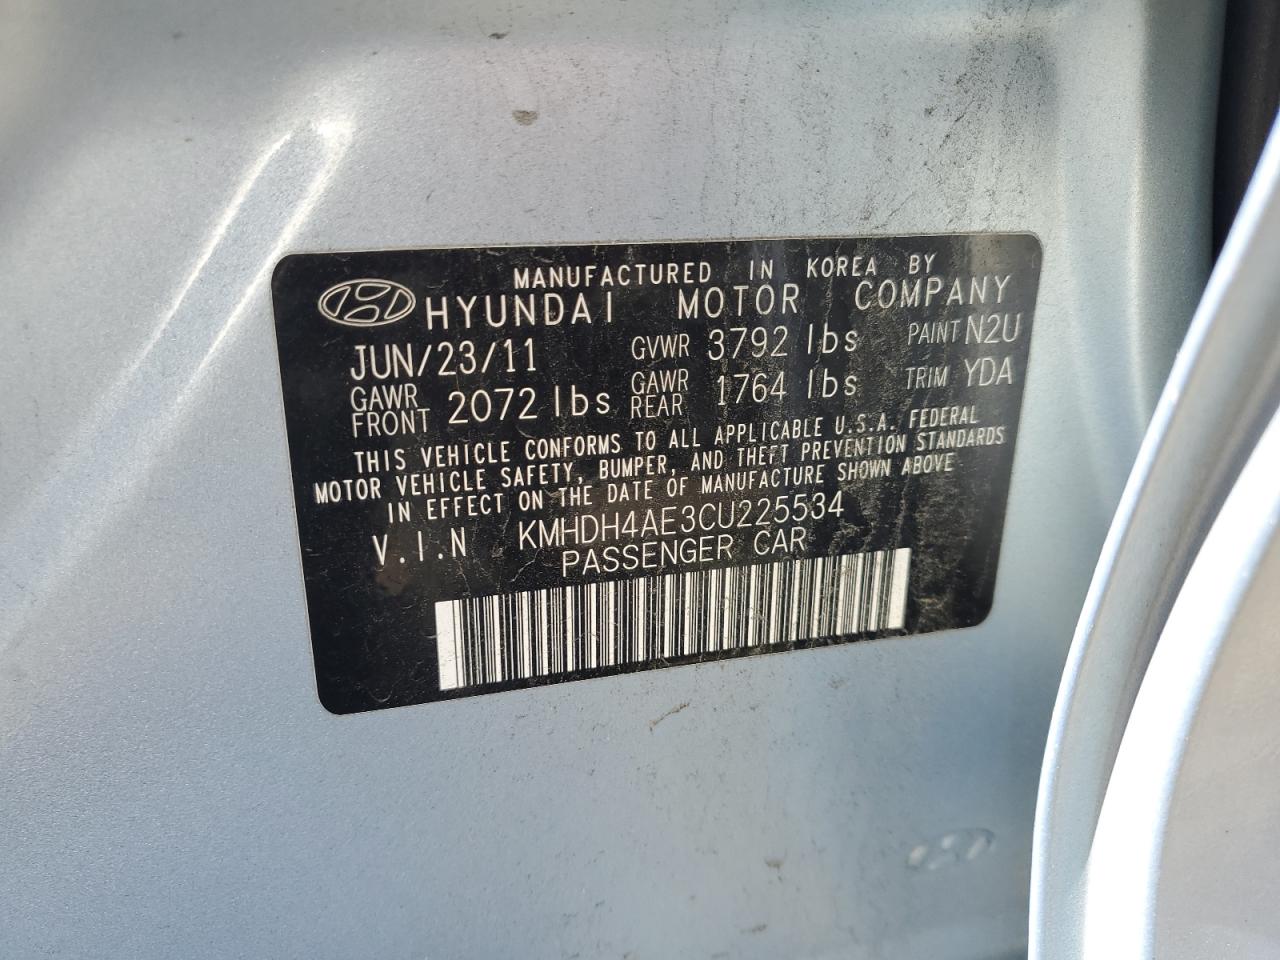 MANUFACTURED IN KOREA BY
HYUNDAI MOTOR COMPANY
JUN/23/11 GVWR 3792 lbs PAINT N2U
GAWR FRONT 2072 lbs GAWR REAR 1764 lbs TRIM YDA
THIS VEHICLE CONFORMS TO ALL APPLICABLE U.S.A. FEDERAL
MOTOR VEHICLE SAFETY, BUMPER, AND THEFT PREVENTION STANDARDS
IN EFFECT ON THE DATE OF MANUFACTURE SHOWN ABOVE
V.I.N KMHDH4AE3CU225534
PASSENGER CAR